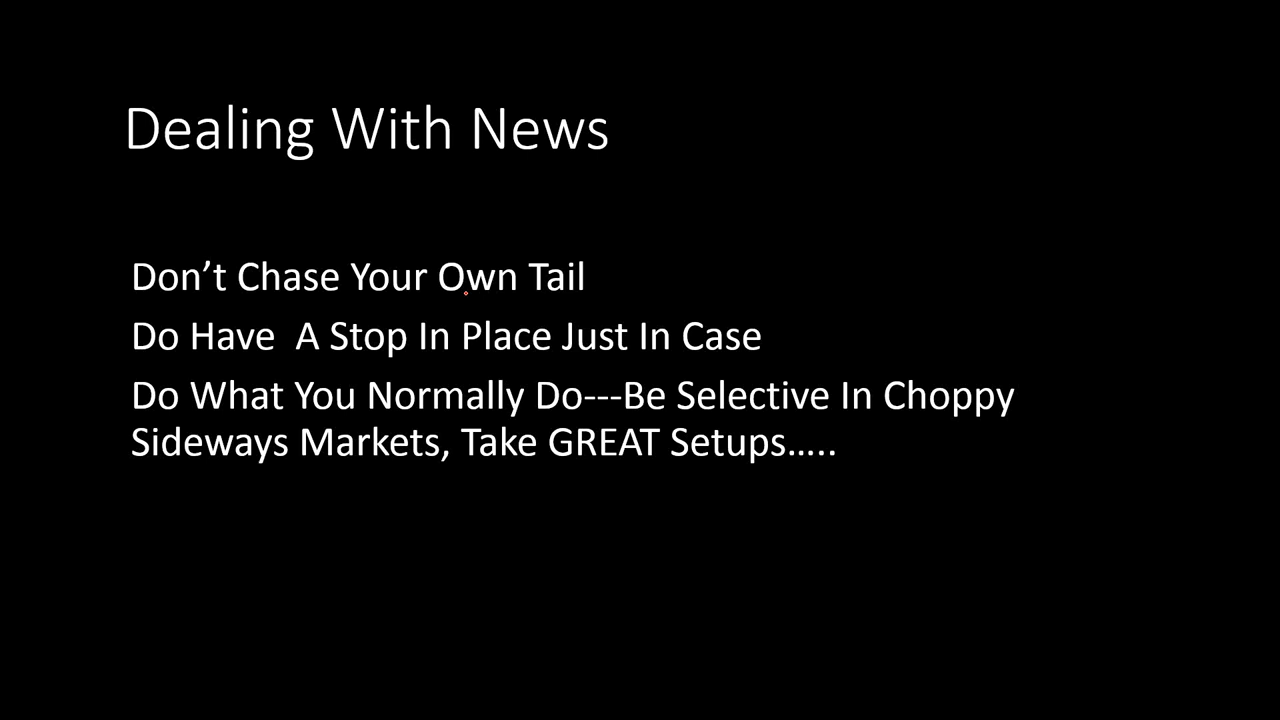 Dealing With News
Don’t Chase Your Own Tail
Do Have  A Stop In Place Just In Case
Do What You Normally Do---Be Selective In Choppy
Sideways Markets, Take GREAT Setups…..